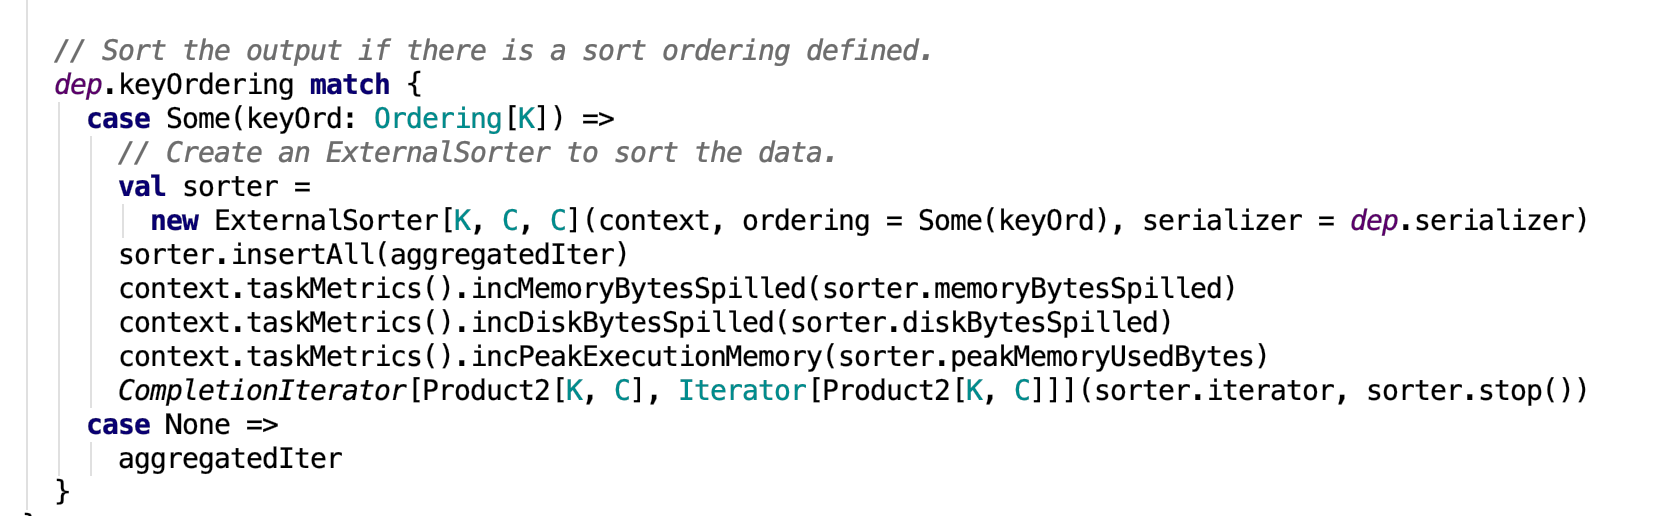 // Sort the output if there is a sort ordering defined.
dep.keyOrdering match {
case Some(keyOrd: Ordering[K]) =>
// Create an ExternalSorter to sort the data.
val sorter =
new ExternalSorter[K, C, C](context, ordering = Some(keyOrd), serializer = dep.serializer)
sorter.insertAll(aggregatedIter)
context.taskMetrics().incMemoryBytesSpilled(sorter.memoryBytesSpilled)
context.taskMetrics().incDiskBytesSpilled(sorter.diskBytesSpilled)
context.taskMetrics().incPeakExecutionMemory(sorter.peakMemoryUsedBytes)
CompletionIterator[Product2[K, C], Iterator[Product2[K, C]]](sorter.iterator, sorter.stop())
case None =>
aggregatedIter
}